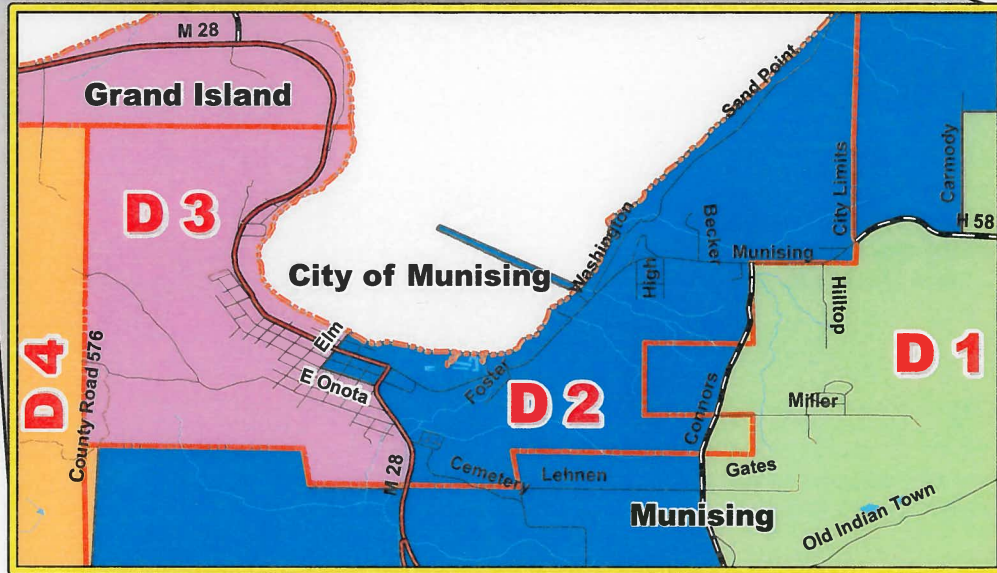 M 28
Grand Island
Sand Point
Carmody
City Limits
D 3
H 58
Washington
Becker
Munising
City of Munising
High
Hilltop
Elm
D 1
D 4
County Road 576
E Onota
Foster
D 2
Miller
Connors
M 28
Cemetery
Lehnen
Gates
Munising
Old Indian Town